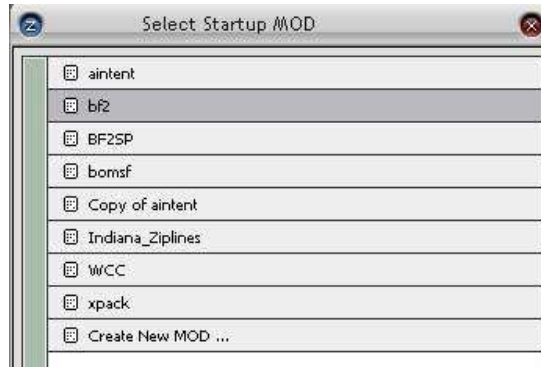 Select Startup MOD
aintent
bf2
BF2SP
bomsf
Copy of aintent
Indiana_Ziplines
WCC
xpack
Create New MOD ...